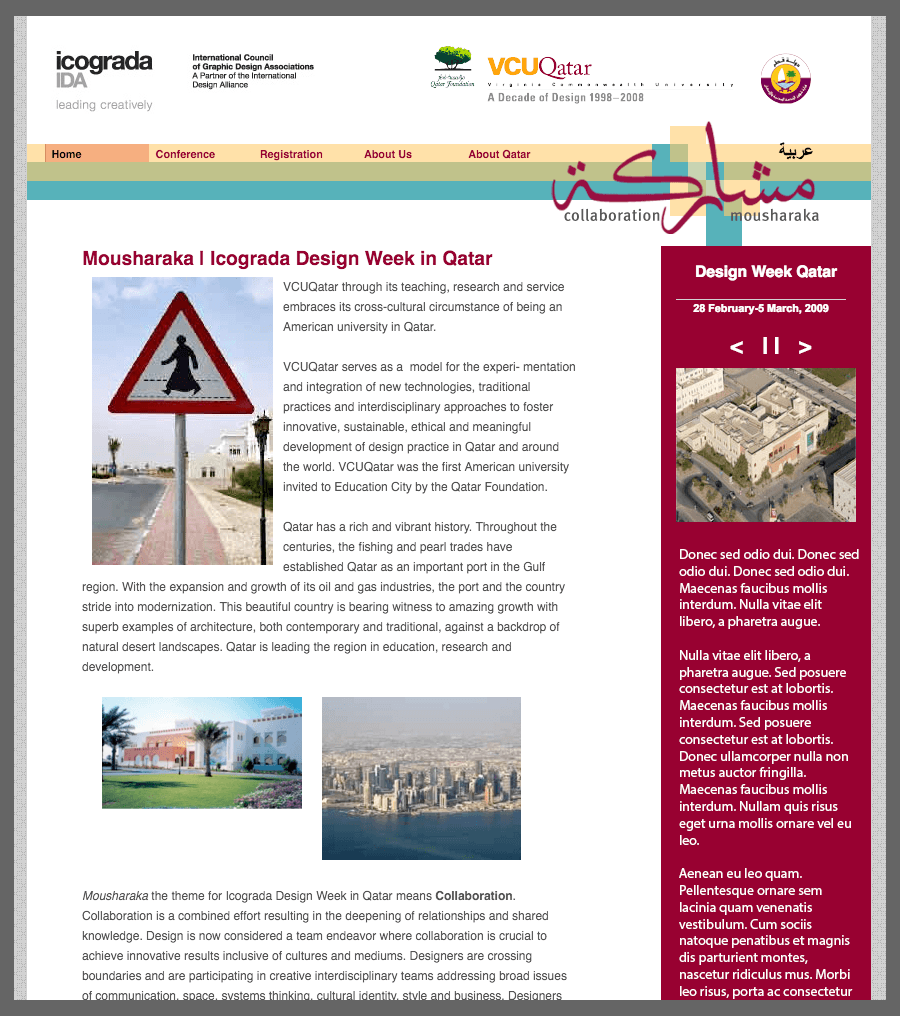 icograda
IDA
leading creatively
International Council
of Graphic Design Associations
A Partner of the International
Design Alliance
Qatar Foundation
VCUQatar
Virginia Commonwealth University
A Decade of Design 1998–2008
Home
Conference
Registration
About Us
About Qatar
عربية
مشاركة
collaboration
mousharaka
Mousharaka | Icograda Design Week in Qatar
VCUQatar through its teaching, research and service
embraces its cross-cultural circumstance of being an
American university in Qatar.
VCUQatar serves as a  model for the experi- mentation
and integration of new technologies, traditional
practices and interdisciplinary approaches to foster
innovative, sustainable, ethical and meaningful
development of design practice in Qatar and around
the world. VCUQatar was the first American university
invited to Education City by the Qatar Foundation.
Qatar has a rich and vibrant history. Throughout the
centuries, the fishing and pearl trades have
established Qatar as an important port in the Gulf
region. With the expansion and growth of its oil and gas industries, the port and the country
stride into modernization. This beautiful country is bearing witness to amazing growth with
superb examples of architecture, both contemporary and traditional, against a backdrop of
natural desert landscapes. Qatar is leading the region in education, research and
development.
Mousharaka the theme for Icograda Design Week in Qatar means Collaboration.
Collaboration is a combined effort resulting in the deepening of relationships and shared
knowledge. Design is now considered a team endeavor where collaboration is crucial to
achieve innovative results inclusive of cultures and mediums. Designers are crossing
boundaries and are participating in creative interdisciplinary teams addressing broad issues
of communication, space, systems thinking, cultural identity, style and business. Designers
Design Week Qatar
28 February-5 March, 2009
< II >
Donec sed odio dui. Donec sed
odio dui. Donec sed odio dui.
Maecenas faucibus mollis
interdum. Nulla vitae elit
libero, a pharetra augue.
Nulla vitae elit libero, a
pharetra augue. Sed posuere
consectetur est at lobortis.
Maecenas faucibus mollis
interdum. Sed posuere
consectetur est at lobortis.
Donec ullamcorper nulla non
metus auctor fringilla.
Maecenas faucibus mollis
interdum. Nullam quis risus
eget urna mollis ornare vel eu
leo.
Aenean eu leo quam.
Pellentesque ornare sem
lacinia quam venenatis
vestibulum. Cum sociis
natoque penatibus et magnis
dis parturient montes,
nascetur ridiculus mus. Morbi
leo risus, porta ac consectetur